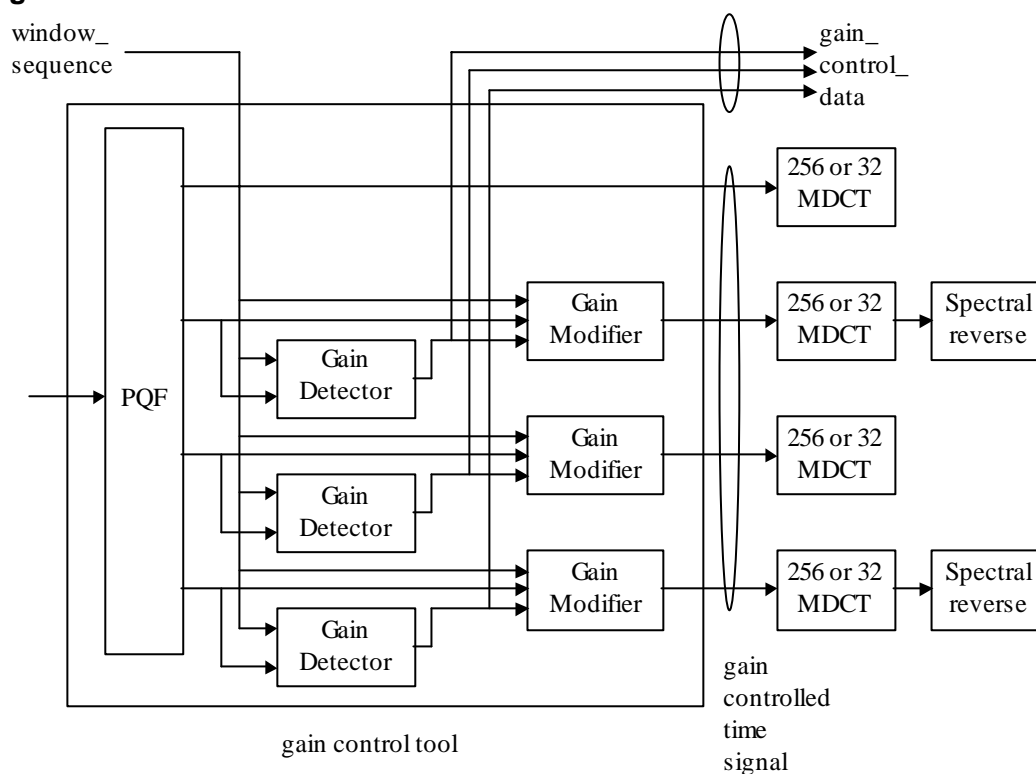 g
window_
sequence
gain_
control_
data
256 or 32
MDCT
PQF
Gain
Modifier
256 or 32
MDCT
Spectral
reverse
Gain
Detector
Gain
Modifier
256 or 32
MDCT
Gain
Detector
Gain
Modifier
256 or 32
MDCT
Spectral
reverse
Gain
Detector
gain control tool
gain
controlled
time
signal